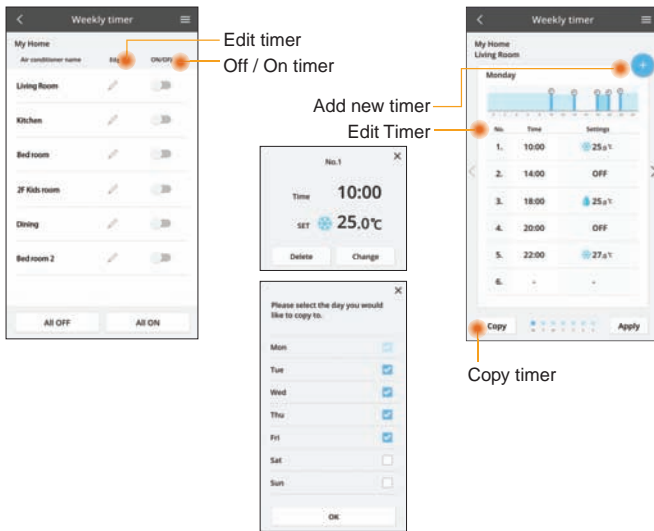 Weekly timer
My Home
Air conditioner name Edit ON/OFF
Living Room
Kitchen
Bed room
2F Kids room
Dining
Bed room 2
All OFF All ON
Edit timer
Off / On timer
Add new timer
Edit Timer
No.1
Time 10:00
SET 25.0℃
Delete Change
Please select the day you would
like to copy to.
Mon
Tue
Wed
Thu
Fri
Sat
Sun
OK
Weekly timer
My Home
Living Room
Monday
No. Time Settings
1. 10:00 25.0℃
2. 14:00 OFF
3. 18:00 25.0℃
4. 20:00 OFF
5. 22:00 27.0℃
6. - -
Copy Apply
Copy timer